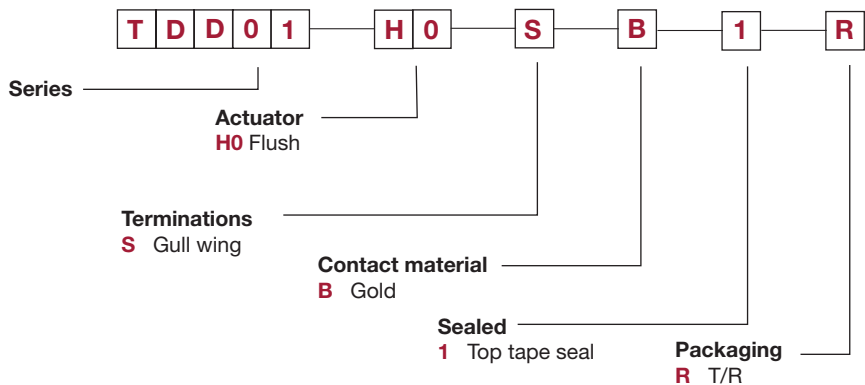 T D D 0 1 H 0 S B 1 R
Series
Actuator
H0 Flush
Terminations
S Gull wing
Contact material
B Gold
Sealed
1 Top tape seal
Packaging
R T/R